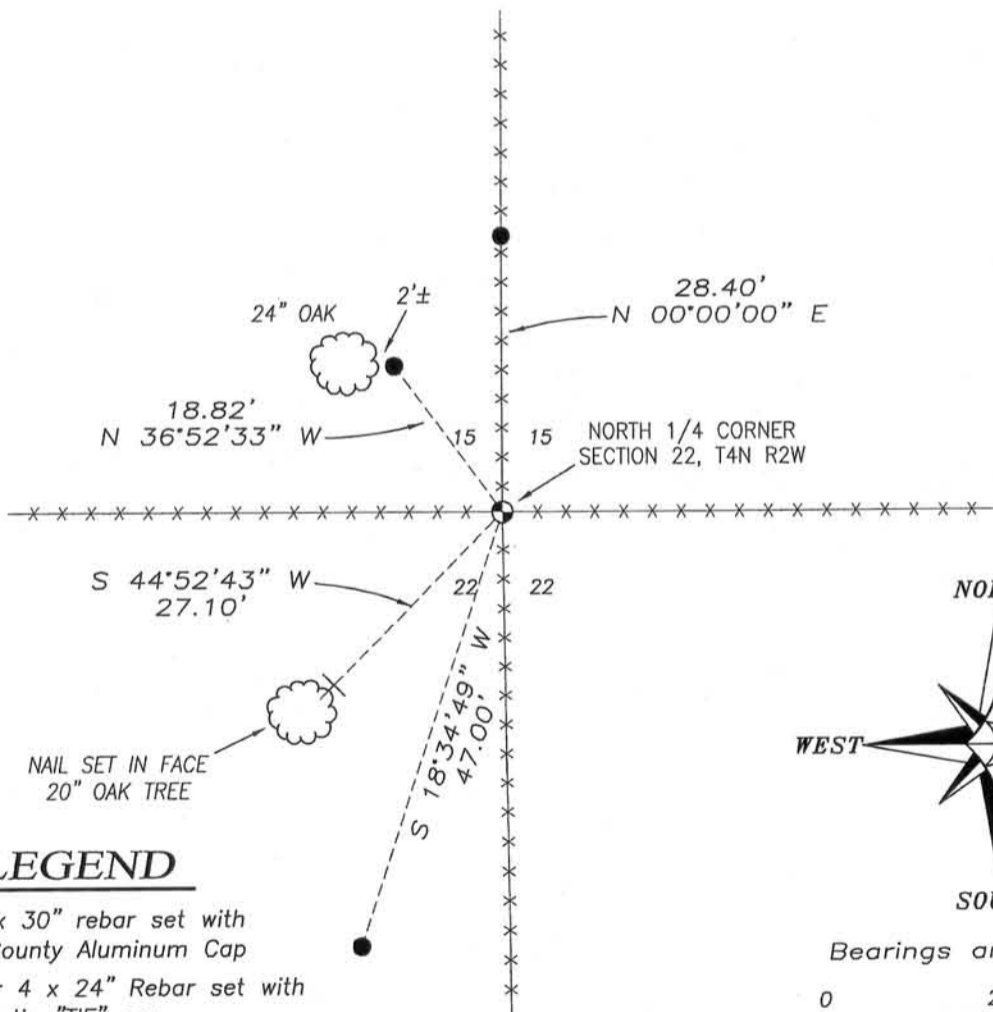 28.40'
N 00°00'00" E
24" OAK
2'±
18.82'
N 36°52'33" W
15
15
NORTH 1/4 CORNER
SECTION 22, T4N R2W
S 44°52'43" W
27.10'
22
22
S 18°34'49" W
47.00'
NAIL SET IN FACE
20" OAK TREE
WEST
LEGEND
x 30" rebar set with
County Aluminum Cap
4 x 24" Rebar set with
"TIE"
Bearings
0